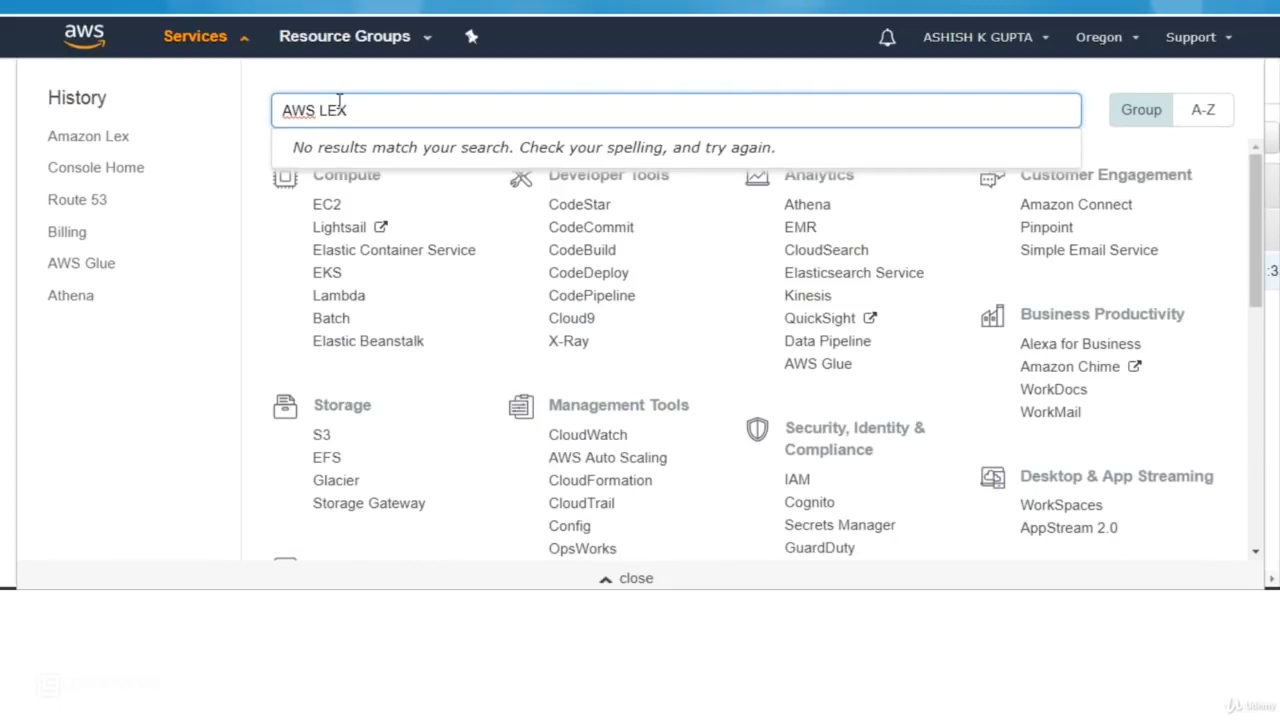 aws Services Resource Groups ASHISH K GUPTA Oregon Support
History
Amazon Lex
Console Home
Route 53
Billing
AWS Glue
Athena
AWS LEX
Group A-Z
No results match your search. Check your spelling, and try again.
Compute
EC2
Lightsail
Elastic Container Service
EKS
Lambda
Batch
Elastic Beanstalk
Storage
S3
EFS
Glacier
Storage Gateway
Developer Tools
CodeStar
CodeCommit
CodeBuild
CodeDeploy
CodePipeline
Cloud9
X-Ray
Management Tools
CloudWatch
AWS Auto Scaling
CloudFormation
CloudTrail
Config
OpsWorks
Analytics
Athena
EMR
CloudSearch
Elasticsearch Service
Kinesis
QuickSight
Data Pipeline
AWS Glue
Security, Identity &
Compliance
IAM
Cognito
Secrets Manager
GuardDuty
Customer Engagement
Amazon Connect
Pinpoint
Simple Email Service
Business Productivity
Alexa for Business
Amazon Chime
WorkDocs
WorkMail
Desktop & App Streaming
WorkSpaces
AppStream 2.0
:3
close
Udemy